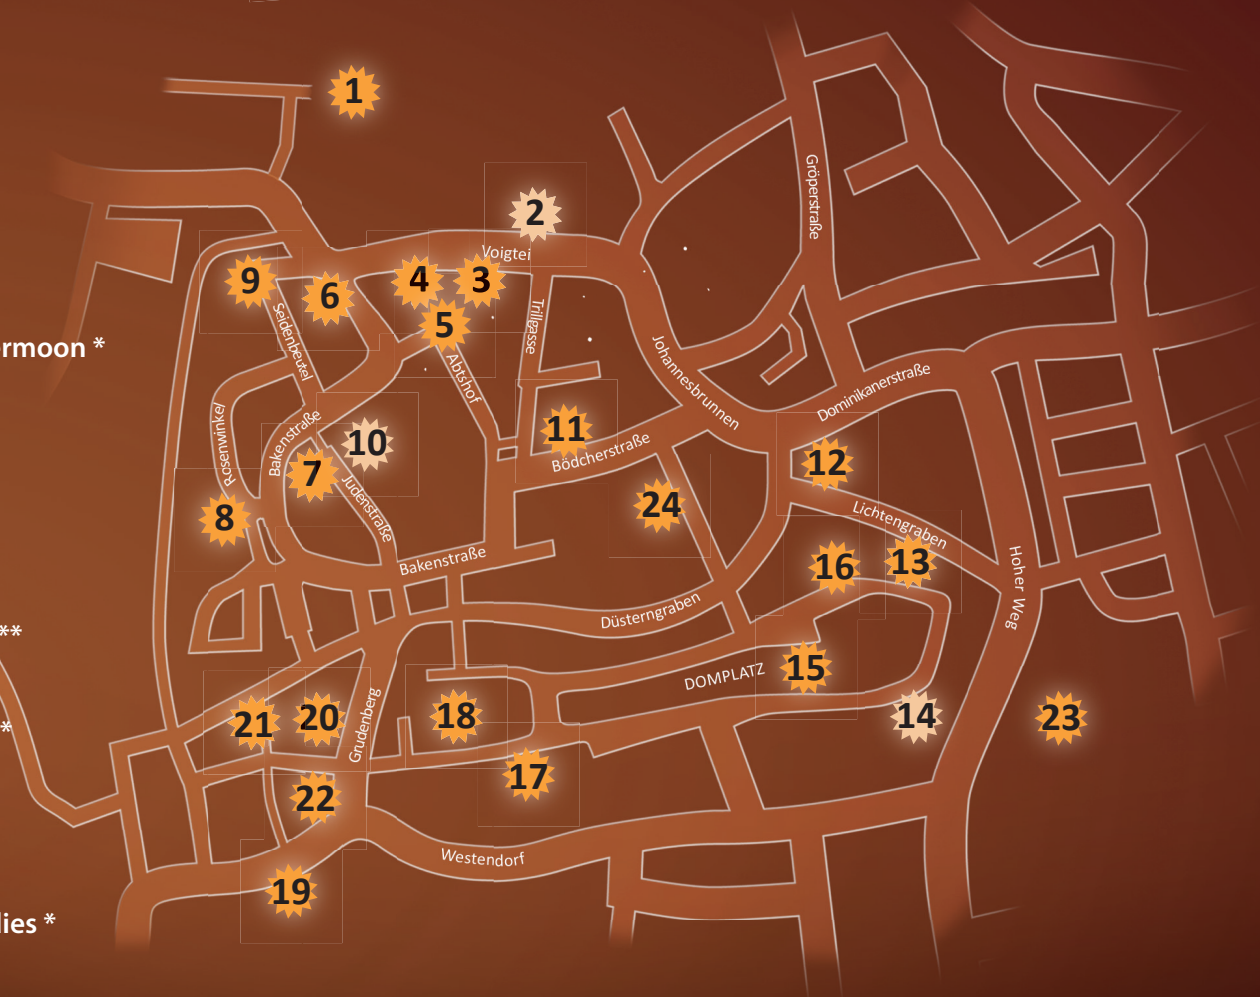 1
Gröperstraße
2
Voigtei
9
6
4
3
5
Seidenbeutel
Trillgasse
ermoon *
Abtshof
Johannesbrunnen
Dominikanerstraße
Rosenwinkel
Bakenstraße
10
11
Bödcherstraße
12
7
Judenstraße
8
24
Lichtengraben
Bakenstraße
16
13
Hoher Weg
Düsterngraben
**
DOMPLATZ
15
21
20
Grudenberg
18
14
23
*
17
22
Westendorf
19
lies *